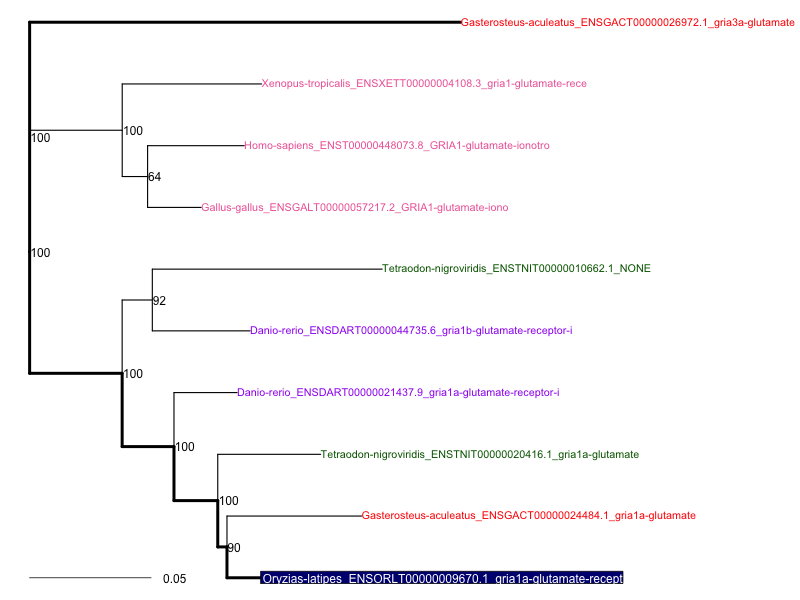 Gasterosteus-aculeatus_ENSGACT00000026972.1_gria3a-glutamate
Xenopus-tropicalis_ENSXETT00000004108.3_gria1-glutamate-rece
100
100
Homo-sapiens_ENST00000448073.8_GRIA1-glutamate-ionotro
64
Gallus-gallus_ENSGALT00000057217.2_GRIA1-glutamate-iono
100
Tetraodon-nigroviridis_ENSTNIT00000010662.1_NONE
92
Danio-rerio_ENSDART00000044735.6_gria1b-glutamate-receptor-i
100
Danio-rerio_ENSDART00000021437.9_gria1a-glutamate-receptor-i
100
Tetraodon-nigroviridis_ENSTNIT00000020416.1_gria1a-glutamate
100
Gasterosteus-aculeatus_ENSGACT00000024484.1_gria1a-glutamate
90
Oryzias-latipes_ENSORLT00000009670.1_gria1a-glutamate-recept
0.05